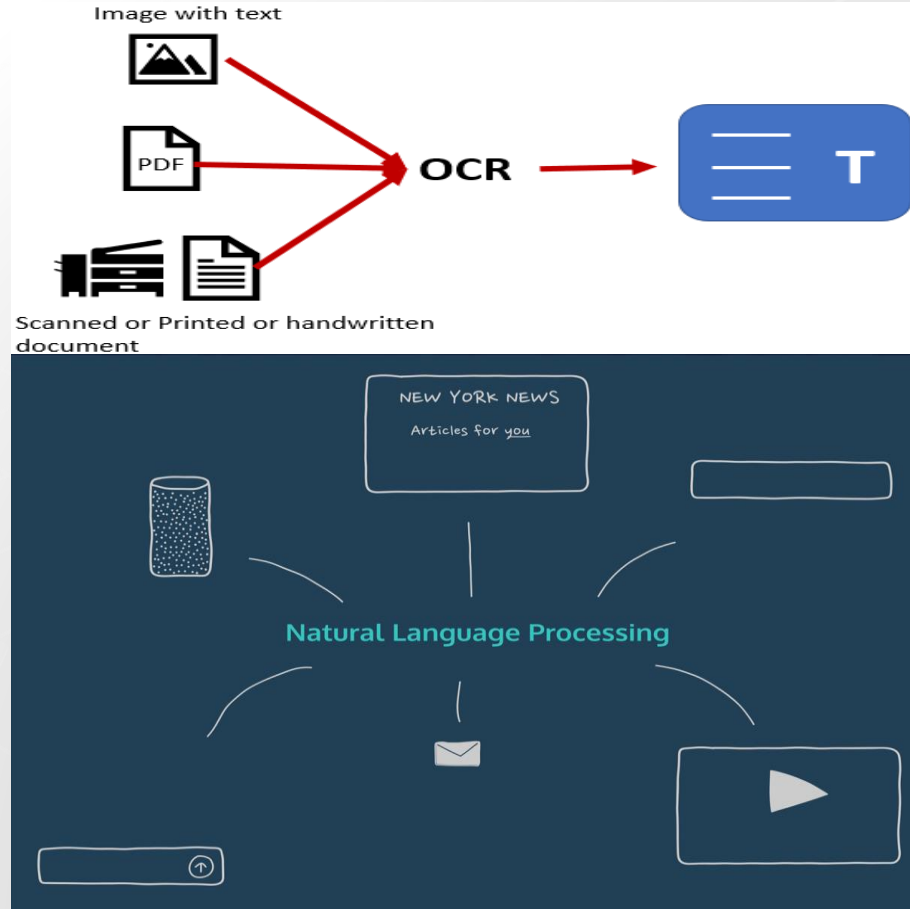 Image with text
PDF
OCR
T
Scanned or Printed or handwritten
document
NEW YORK NEWS
Articles for you
Natural Language Processing